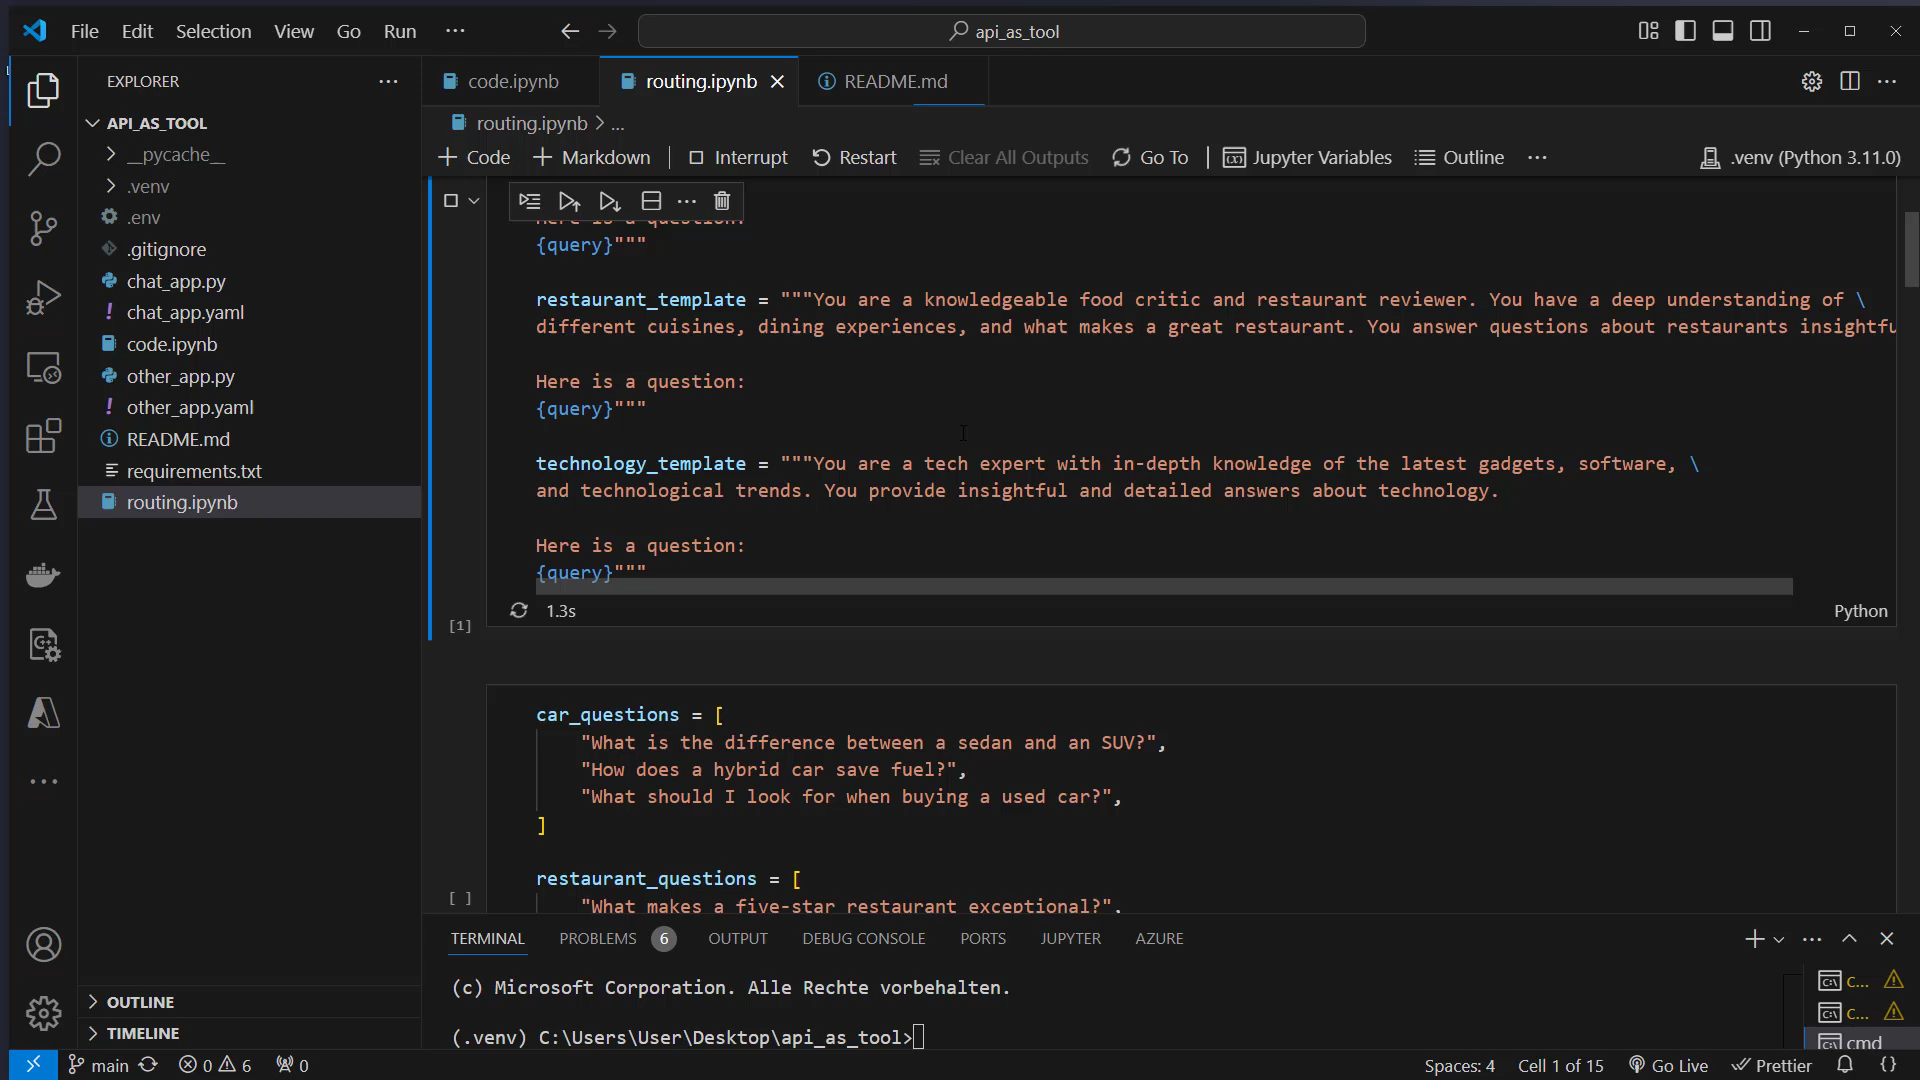 File Edit Selection View Go Run ...
api_as_tool
EXPLORER
code.ipynb
routing.ipynb
README.md
API_AS_TOOL
__pycache__
.venv
.env
.gitignore
chat_app.py
chat_app.yaml
code.ipynb
other_app.py
other_app.yaml
README.md
requirements.txt
routing.ipynb
OUTLINE
TIMELINE
routing.ipynb > ...
+ Code + Markdown Interrupt Restart Clear All Outputs Go To Jupyter Variables Outline ... .venv (Python 3.11.0)
Here is a question:
{query}"""
restaurant_template = """You are a knowledgeable food critic and restaurant reviewer. You have a deep understanding of \
different cuisines, dining experiences, and what makes a great restaurant. You answer questions about restaurants insightfu
Here is a question:
{query}"""
technology_template = """You are a tech expert with in-depth knowledge of the latest gadgets, software, \
and technological trends. You provide insightful and detailed answers about technology.
Here is a question:
{query}"""
[1]
1.3s
Python
car_questions = [
"What is the difference between a sedan and an SUV?",
"How does a hybrid car save fuel?",
"What should I look for when buying a used car?",
]
restaurant_questions = [
[ ]
"What makes a five-star restaurant exceptional?",
TERMINAL PROBLEMS 6 OUTPUT DEBUG CONSOLE PORTS JUPYTER AZURE
(c) Microsoft Corporation. Alle Rechte vorbehalten.
(.venv) C:\Users\User\Desktop\api_as_tool>
C...
C...
cmd
main 0 6 0
Spaces: 4 Cell 1 of 15 Go Live Prettier {}